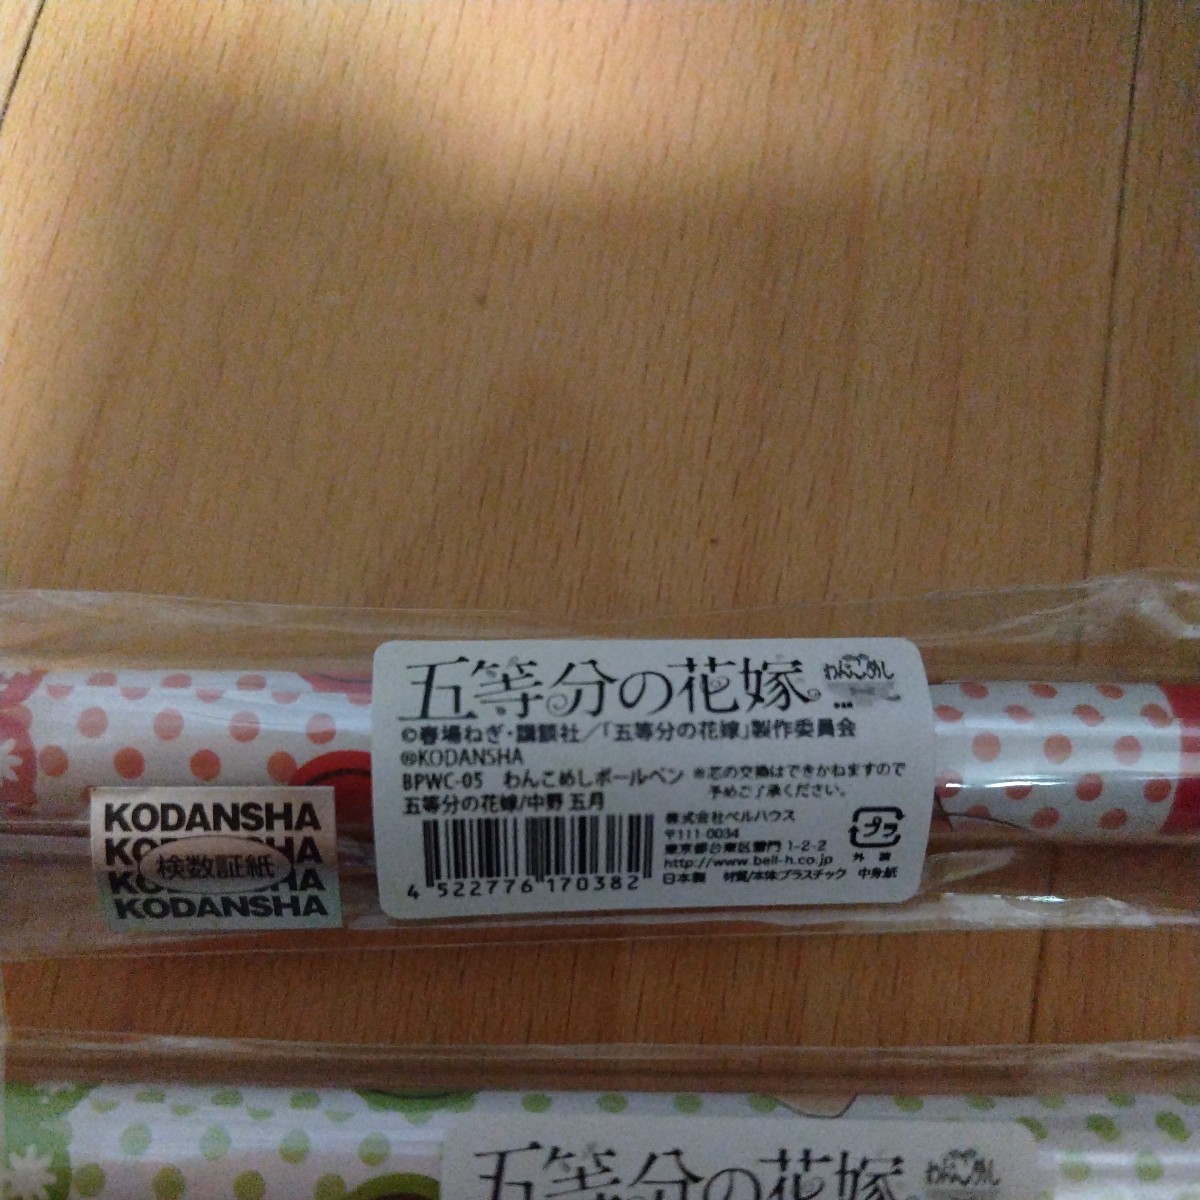 五等分の花嫁 わんこめし
©春場ねぎ・講談社／「五等分の花嫁」製作委員会
®KODANSHA
BPWC-05 わんこめしボールペン ※芯の交換はできかねますので
予めご了承ください。
五等分の花嫁/中野 五月
株式会社ベルハウス
〒111-0034
東京都台東区雷門 1-2-2
http://www.bell-h.co.jp
日本製 材質/本体:プラスチック 中身:紙
プラ
外装
4 522776 170382
KODANSHA
KODANSHA
検数証紙
KODANSHA
KODANSHA
五等分の花嫁 わんこめし